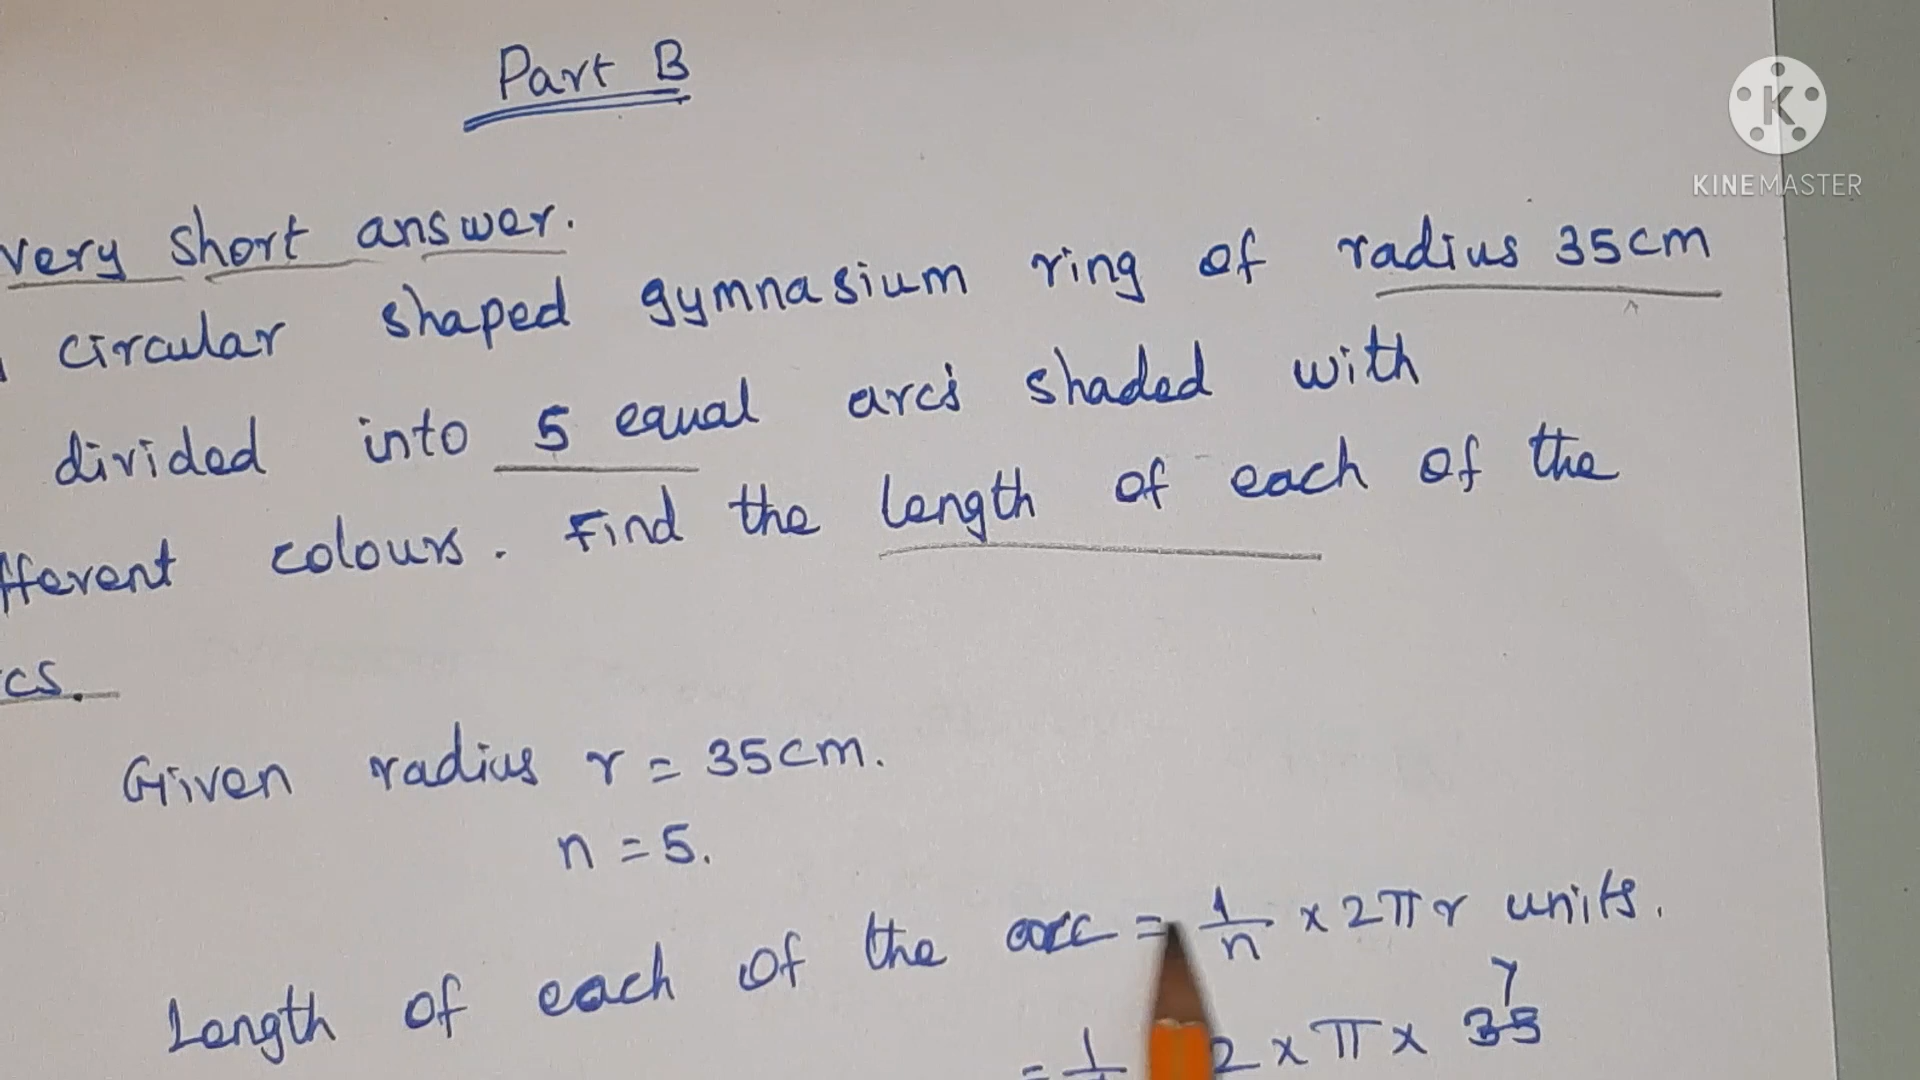 Part B
K
KINEMASTER
very short answer.
circular shaped gymnasium ring of radius 35cm
divided into 5 equal arcs shaded with
fferent colours. Find the length of each of the
cs.
Given radius r = 35cm.
n = 5.
Length of each of the arc = 1/n × 2πr units.
7
= 1 2 × π × 35